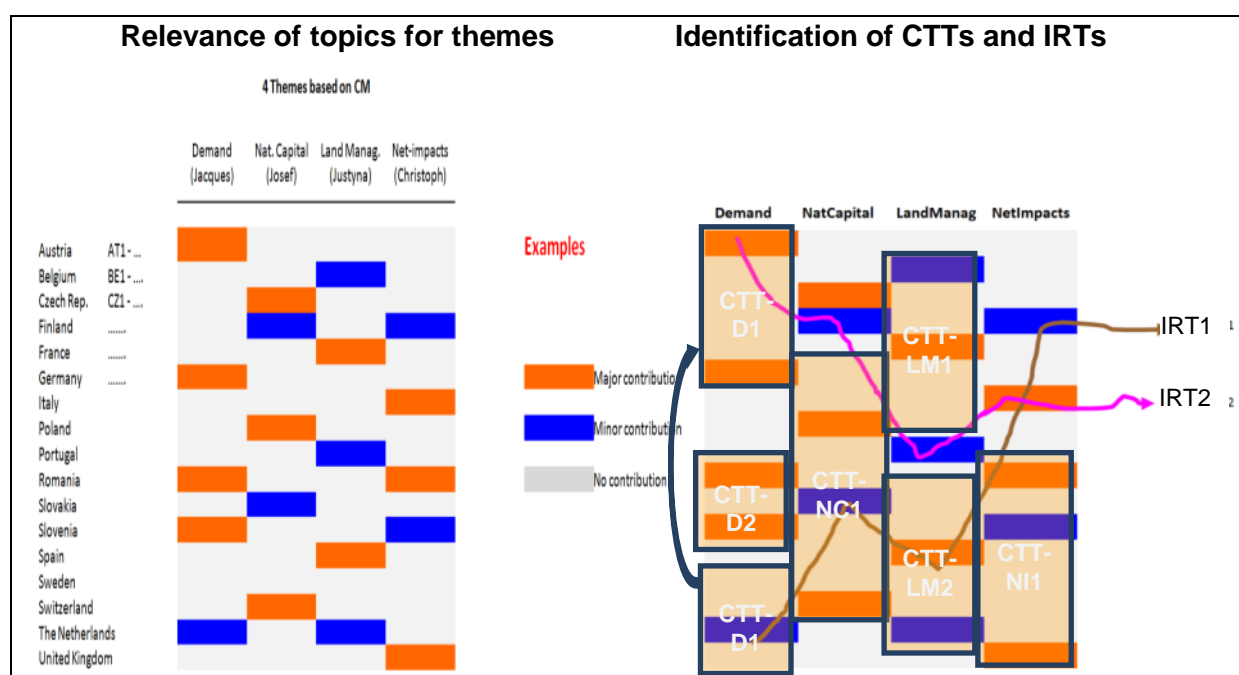 Relevance of topics for themes
Identification of CTTs and IRTs
4 Themes based on CM
Demand Nat. Capital Land Manag. Net-impacts
(Jacques) (Josef) (Justyna) (Christoph)
Austria AT1 - ...
Belgium BE1 - ....
Czech Rep. CZ1 - ....
Finland .......
France .......
Germany .......
Italy
Poland
Portugal
Romania
Slovakia
Slovenia
Spain
Sweden
Switzerland
The Netherlands
United Kingdom
Examples
Major contributio
Minor contribution
No contribution
Demand NatCapital LandManag NetImpacts
CTT-
D1
CTT-
LM1
CTT-
D2
CTT-
NC1
CTT-
LM2
CTT-
NI1
CTT-
D1
IRT1 1
IRT2 2